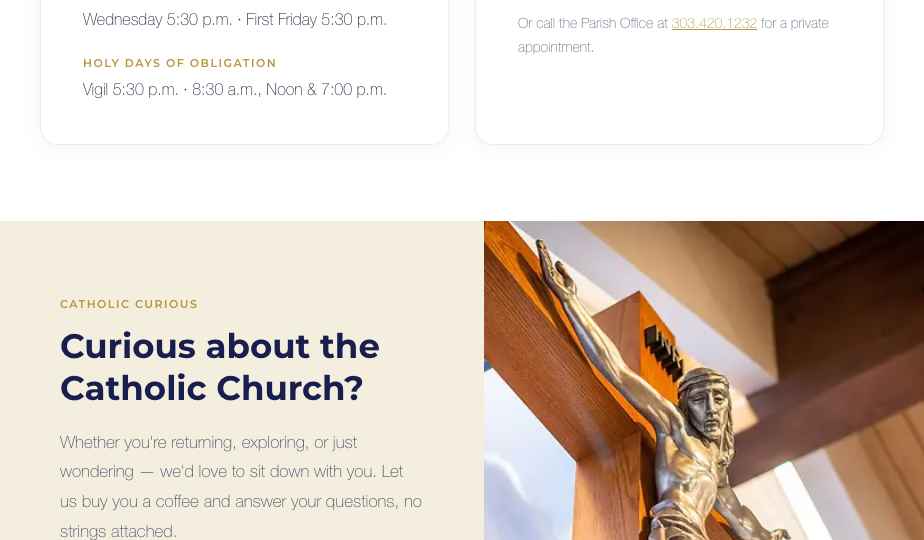 Wednesday 5:30 p.m. · First Friday 5:30 p.m.
HOLY DAYS OF OBLIGATION
Vigil 5:30 p.m. · 8:30 a.m., Noon & 7:00 p.m.
Or call the Parish Office at 303.420.1232 for a private
appointment.
CATHOLIC CURIOUS
Curious about the
Catholic Church?
Whether you're returning, exploring, or just
wondering — we'd love to sit down with you. Let
us buy you a coffee and answer your questions, no
strings attached.